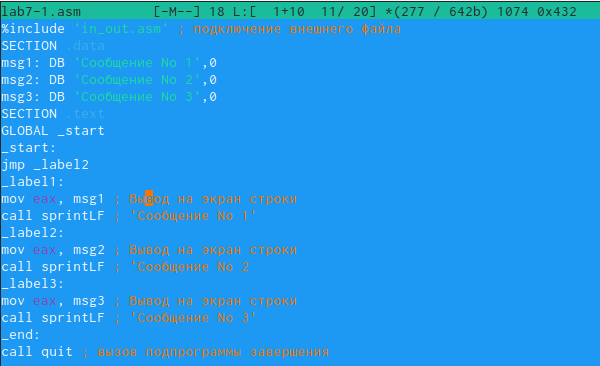 lab7-1.asm [-M--] 18 L:[ 1+10 11/ 20] *(277 / 642b) 1074 0x432
%include 'in_out.asm' ; подключение внешнего файла
SECTION .data
msg1: DB 'Сообщение No 1',0
msg2: DB 'Сообщение No 2',0
msg3: DB 'Сообщение No 3',0
SECTION .text
GLOBAL _start
_start:
jmp _label2
_label1:
mov eax, msg1 ; Вывод на экран строки
call sprintLF ; 'Сообщение No 1'
_label2:
mov eax, msg2 ; Вывод на экран строки
call sprintLF ; 'Сообщение No 2
_label3:
mov eax, msg3 ; Вывод на экран строки
call sprintLF ; 'Сообщение No 3'
_end:
call quit ; вызов подпрограммы завершения